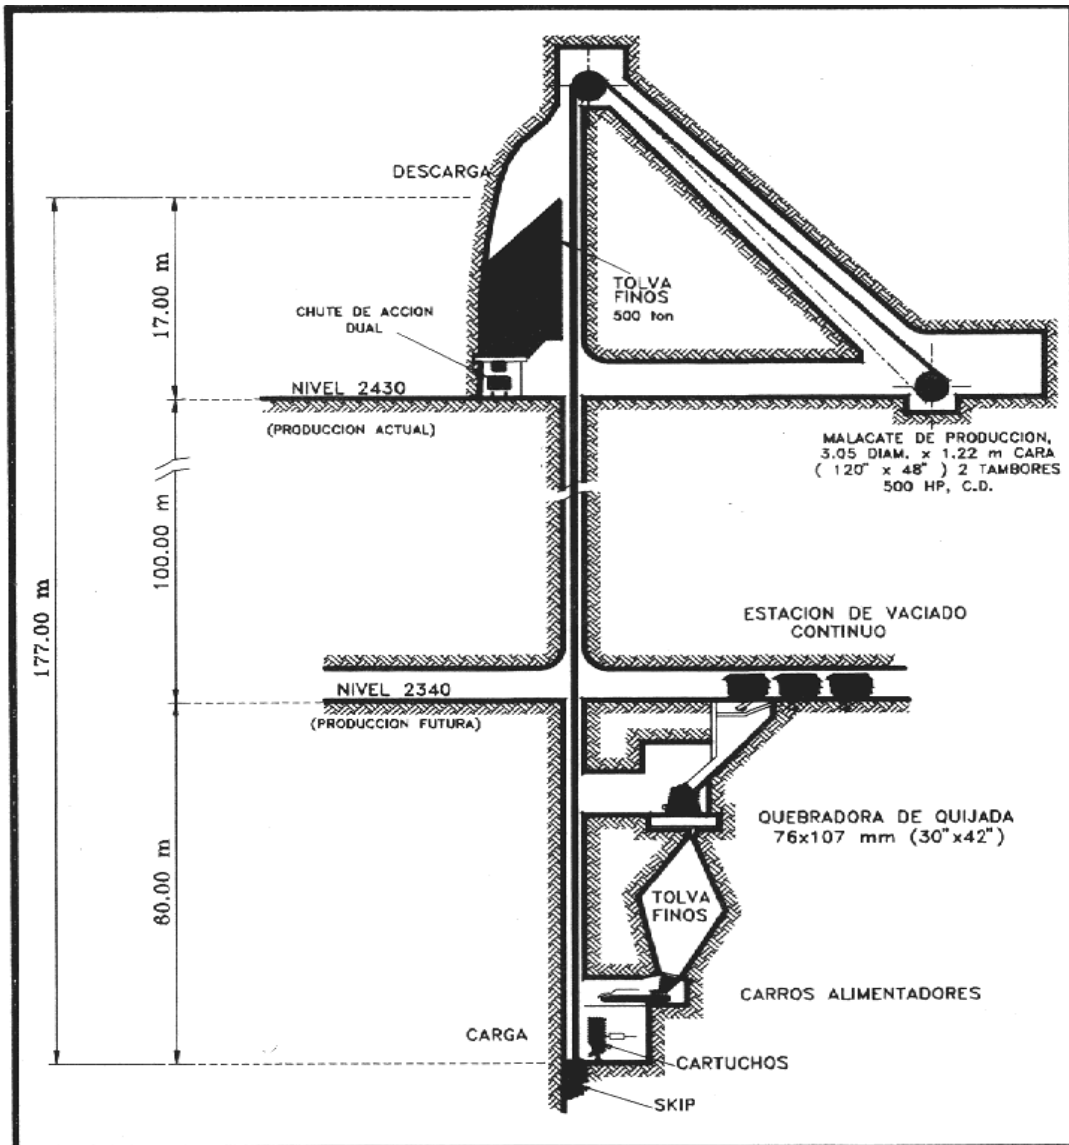 DESCARGA
17.00 m
TOLVA
FINOS
500 ton
CHUTE DE ACCION
DUAL
NIVEL 2430
(PRODUCCION ACTUAL)
MALACATE DE PRODUCCION,
3.05 DIAM. x 1.22 m CARA
( 120" x 48" ) 2 TAMBORES
500 HP, C.D.
100.00 m
177.00 m
ESTACION DE VACIADO
CONTINUO
NIVEL 2340
(PRODUCCION FUTURA)
QUEBRADORA DE QUIJADA
76x107 mm (30"x42")
60.00 m
TOLVA
FINOS
CARROS ALIMENTADORES
CARGA
CARTUCHOS
SKIP